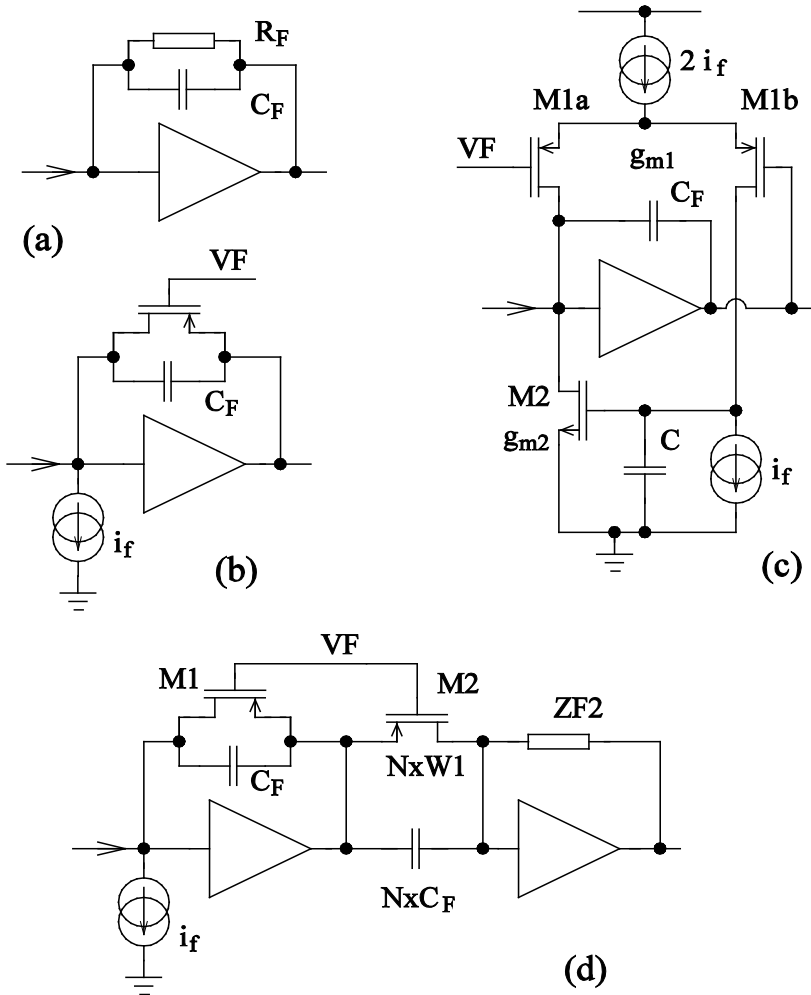 R_F
C_F
(a)
VF
C_F
i_f
(b)
2 i_f
M1a
M1b
VF
g_m1
C_F
M2
g_m2
C
i_f
(c)
VF
M1
M2
ZF2
C_F
NxW1
NxC_F
i_f
(d)